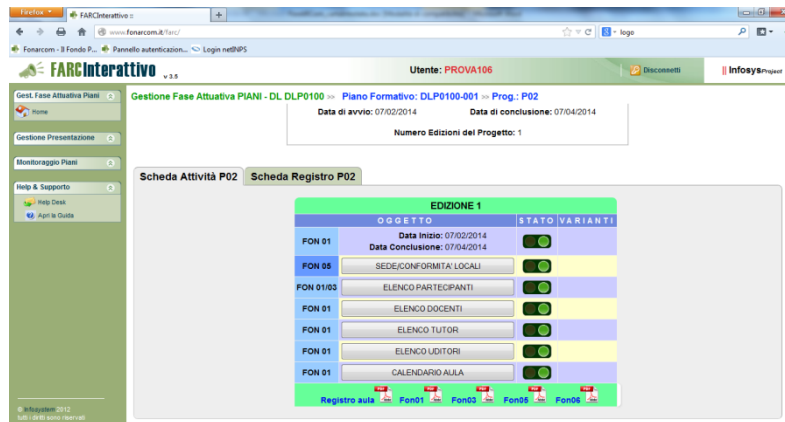 Firefox
FARCInterattivo ::
+
www.fonarcom.it/farc/
logo
Fonarcom - Il Fondo P...
Pannello autenticazion...
Login netINPS
FARCInterattivo v 3.5
Utente: PROVA106
Disconnetti
Infosys Project
Gest. Fase Attuativa Piani
Home
Gestione Presentazione
Monitoraggio Piani
Help & Supporto
Help Desk
Apri la Guida
© Infosystem 2012
tutti i diritti sono riservati
Gestione Fase Attuativa PIANI - DL DLP0100 >> Piano Formativo: DLP0100-001 >> Prog.: P02
Data di avvio: 07/02/2014 Data di conclusione: 07/04/2014
Numero Edizioni del Progetto: 1
Scheda Attività P02 Scheda Registro P02
EDIZIONE 1
OGGETTO STATO VARIANTI
FON 01 Data Inizio: 07/02/2014
Data Conclusione: 07/04/2014
FON 05 SEDE/CONFORMITA' LOCALI
FON 01/03 ELENCO PARTECIPANTI
FON 01 ELENCO DOCENTI
FON 01 ELENCO TUTOR
FON 01 ELENCO UDITORI
FON 01 CALENDARIO AULA
Registro aula Fon01 Fon03 Fon05 Fon06